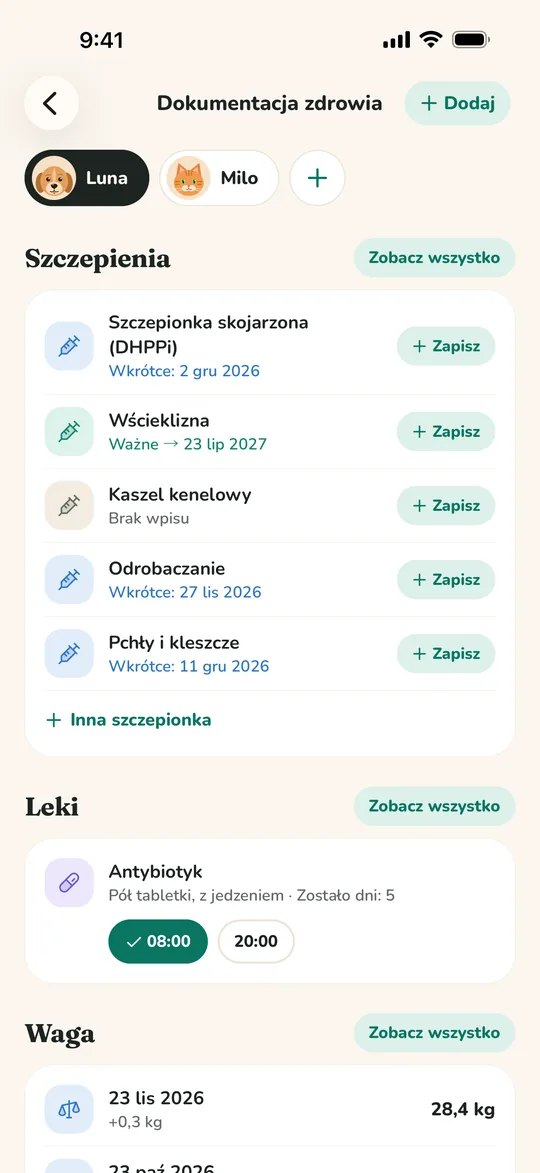 9:41
Dokumentacja zdrowia
+ Dodaj
Luna
Milo
+
Szczepienia
Zobacz wszystko
Szczepionka skojarzona
(DHPPi)
Wkrótce: 2 gru 2026
+ Zapisz
Wścieklizna
Ważne → 23 lip 2027
+ Zapisz
Kaszel kenelowy
Brak wpisu
+ Zapisz
Odrobaczanie
Wkrótce: 27 lis 2026
+ Zapisz
Pchły i kleszcze
Wkrótce: 11 gru 2026
+ Zapisz
+ Inna szczepionka
Leki
Zobacz wszystko
Antybiotyk
Pół tabletki, z jedzeniem · Zostało dni: 5
✓ 08:00
20:00
Waga
Zobacz wszystko
23 lis 2026
+0,3 kg
28,4 kg
23 paź 2026